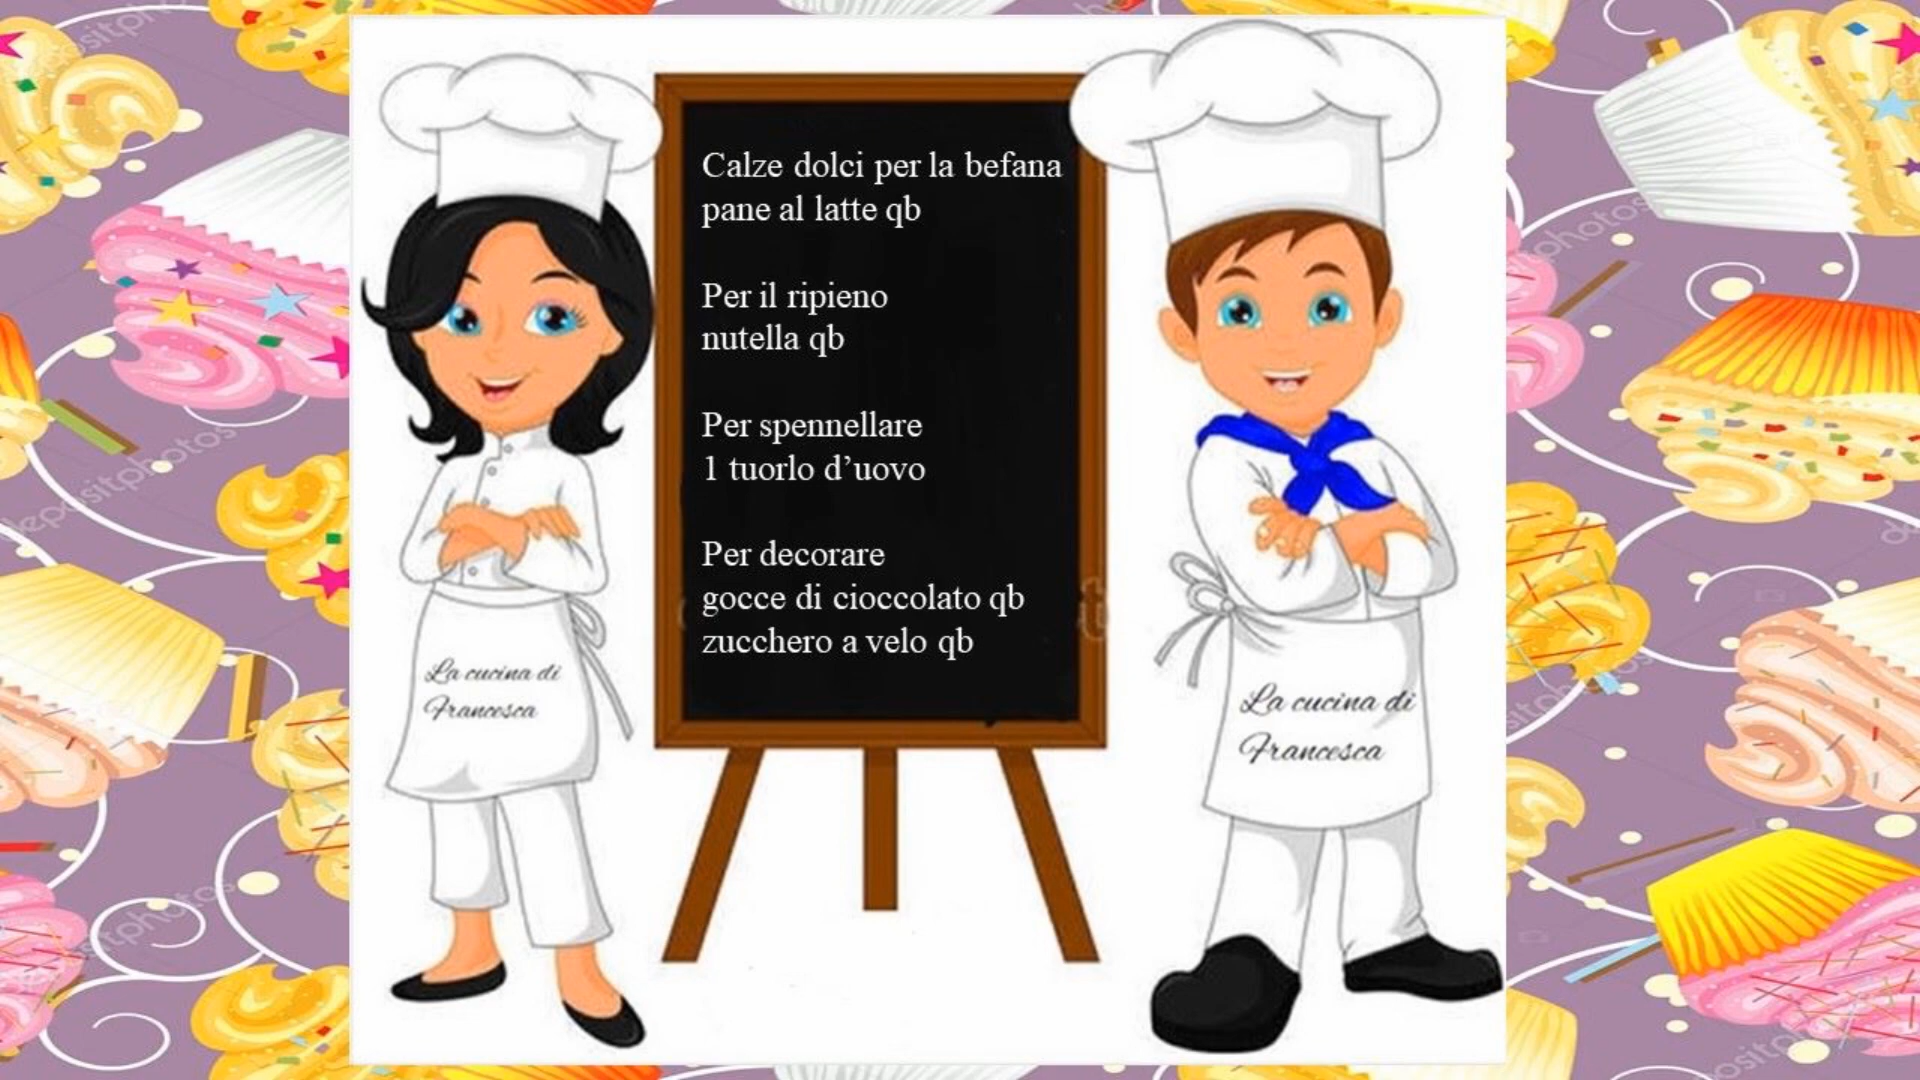 Calze dolci per la befana
pane al latte qb
Per il ripieno
nutella qb
Per spennellare
1 tuorlo d’uovo
Per decorare
gocce di cioccolato qb
zucchero a velo qb
La cucina di
Francesca
La cucina di
Francesca
depositphotos